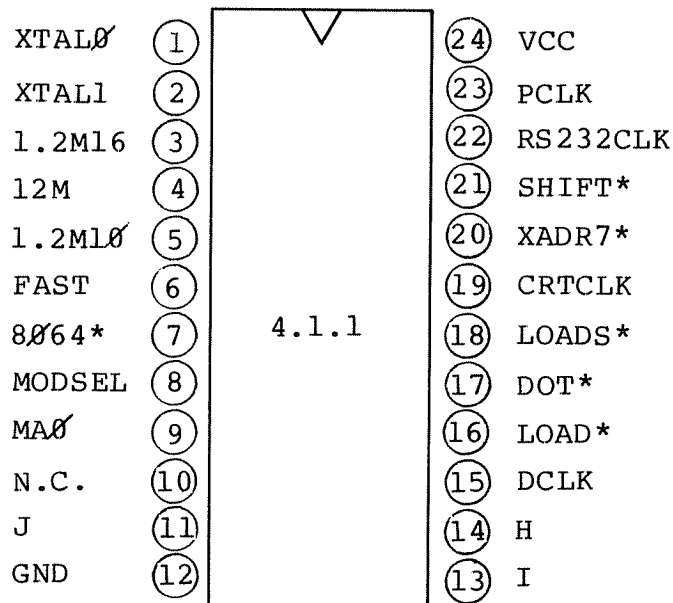 XTAL0 1 24 VCC
XTAL1 2 23 PCLK
1.2M16 3 22 RS232CLK
12M 4 21 SHIFT*
1.2M10 5 20 XADR7*
FAST 6 19 CRTCLK
8064* 7 4.1.1 18 LOADS*
MODSEL 8 17 DOT*
MA0 9 16 LOAD*
N.C. 10 15 DCLK
J 11 14 H
GND 12 13 I